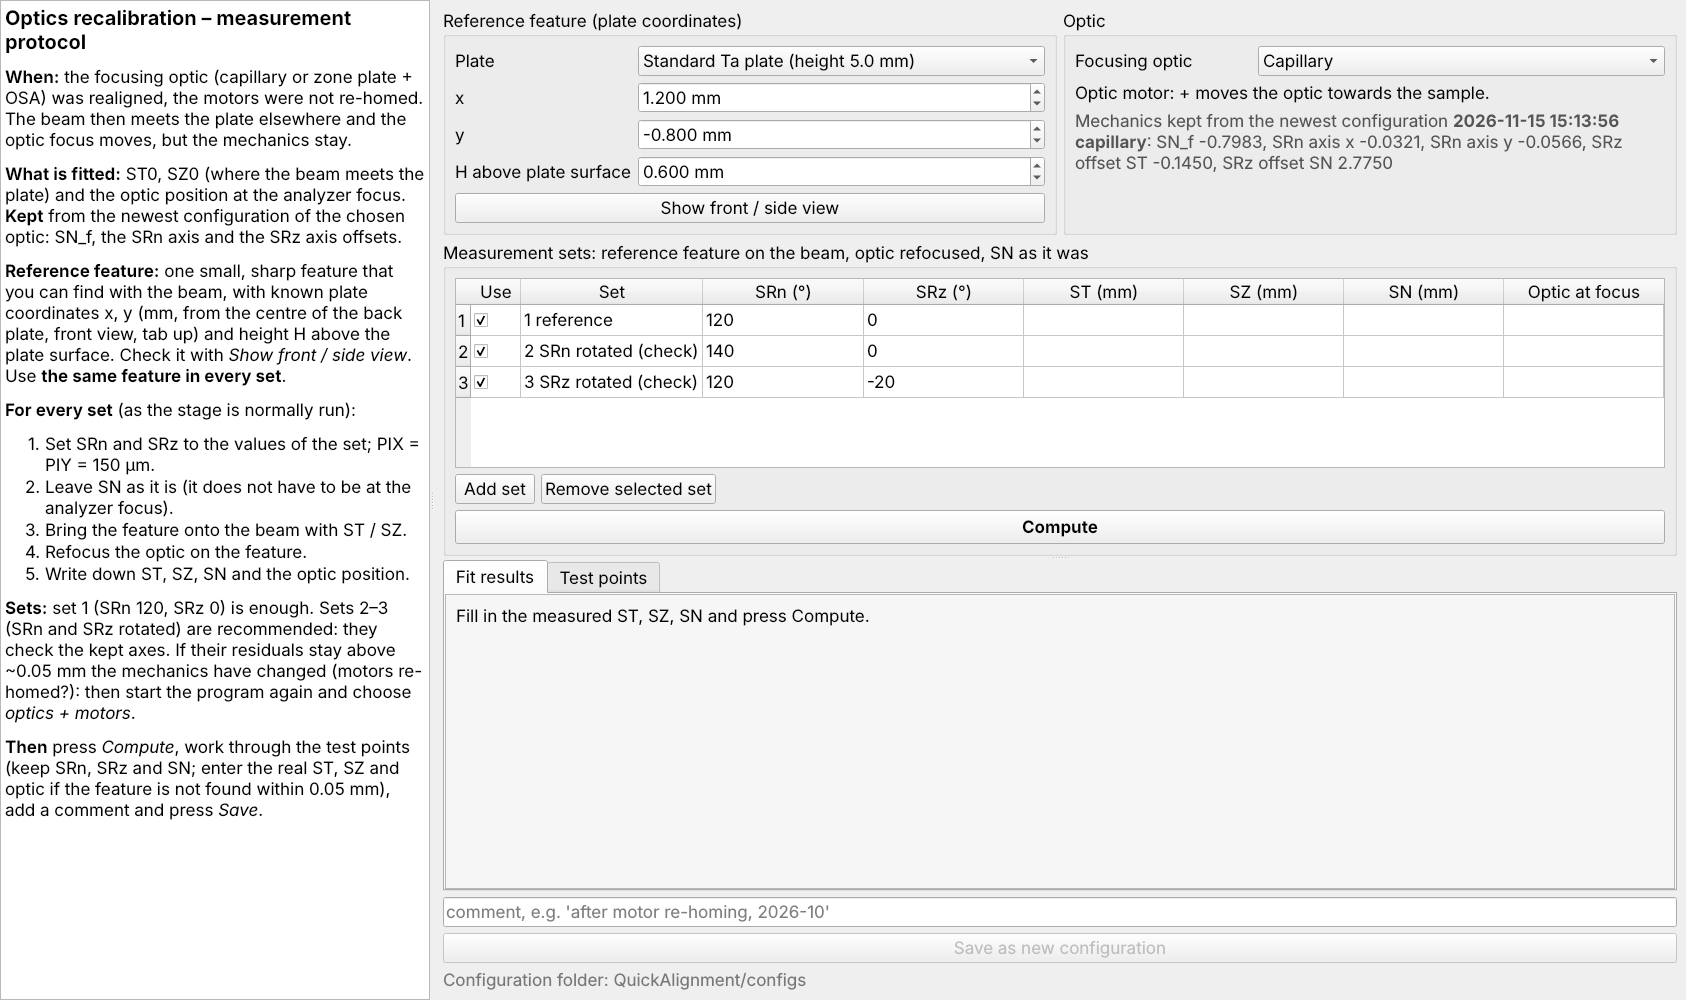 Optics recalibration – measurement
protocol
When: the focusing optic (capillary or zone plate +
OSA) was realigned, the motors were not re-homed.
The beam then meets the plate elsewhere and the
optic focus moves, but the mechanics stay.
What is fitted: ST0, SZ0 (where the beam meets the
plate) and the optic position at the analyzer focus.
Kept from the newest configuration of the chosen
optic: SN_f, the SRn axis and the SRz axis offsets.
Reference feature: one small, sharp feature that
you can find with the beam, with known plate
coordinates x, y (mm, from the centre of the back
plate, front view, tab up) and height H above the
plate surface. Check it with Show front / side view.
Use the same feature in every set.
For every set (as the stage is normally run):
1. Set SRn and SRz to the values of the set; PIX =
PIY = 150 µm.
2. Leave SN as it is (it does not have to be at the
analyzer focus).
3. Bring the feature onto the beam with ST / SZ.
4. Refocus the optic on the feature.
5. Write down ST, SZ, SN and the optic position.
Sets: set 1 (SRn 120, SRz 0) is enough. Sets 2–3
(SRn and SRz rotated) are recommended: they
check the kept axes. If their residuals stay above
~0.05 mm the mechanics have changed (motors re-
homed?): then start the program again and choose
optics + motors.
Then press Compute, work through the test points
(keep SRn, SRz and SN; enter the real ST, SZ and
optic if the feature is not found within 0.05 mm),
add a comment and press Save.
Reference feature (plate coordinates)
Plate Standard Ta plate (height 5.0 mm)
x 1.200 mm
y -0.800 mm
H above plate surface 0.600 mm
Show front / side view
Optic
Focusing optic Capillary
Optic motor: + moves the optic towards the sample.
Mechanics kept from the newest configuration 2026-11-15 15:13:56
capillary: SN_f -0.7983, SRn axis x -0.0321, SRn axis y -0.0566, SRz
offset ST -0.1450, SRz offset SN 2.7750
Measurement sets: reference feature on the beam, optic refocused, SN as it was
Use Set SRn (°) SRz (°) ST (mm) SZ (mm) SN (mm) Optic at focus
1 1 reference 120 0
2 2 SRn rotated (check) 140 0
3 3 SRz rotated (check) 120 -20
Add set Remove selected set
Compute
Fit results Test points
Fill in the measured ST, SZ, SN and press Compute.
comment, e.g. 'after motor re-homing, 2026-10'
Save as new configuration
Configuration folder: QuickAlignment/configs